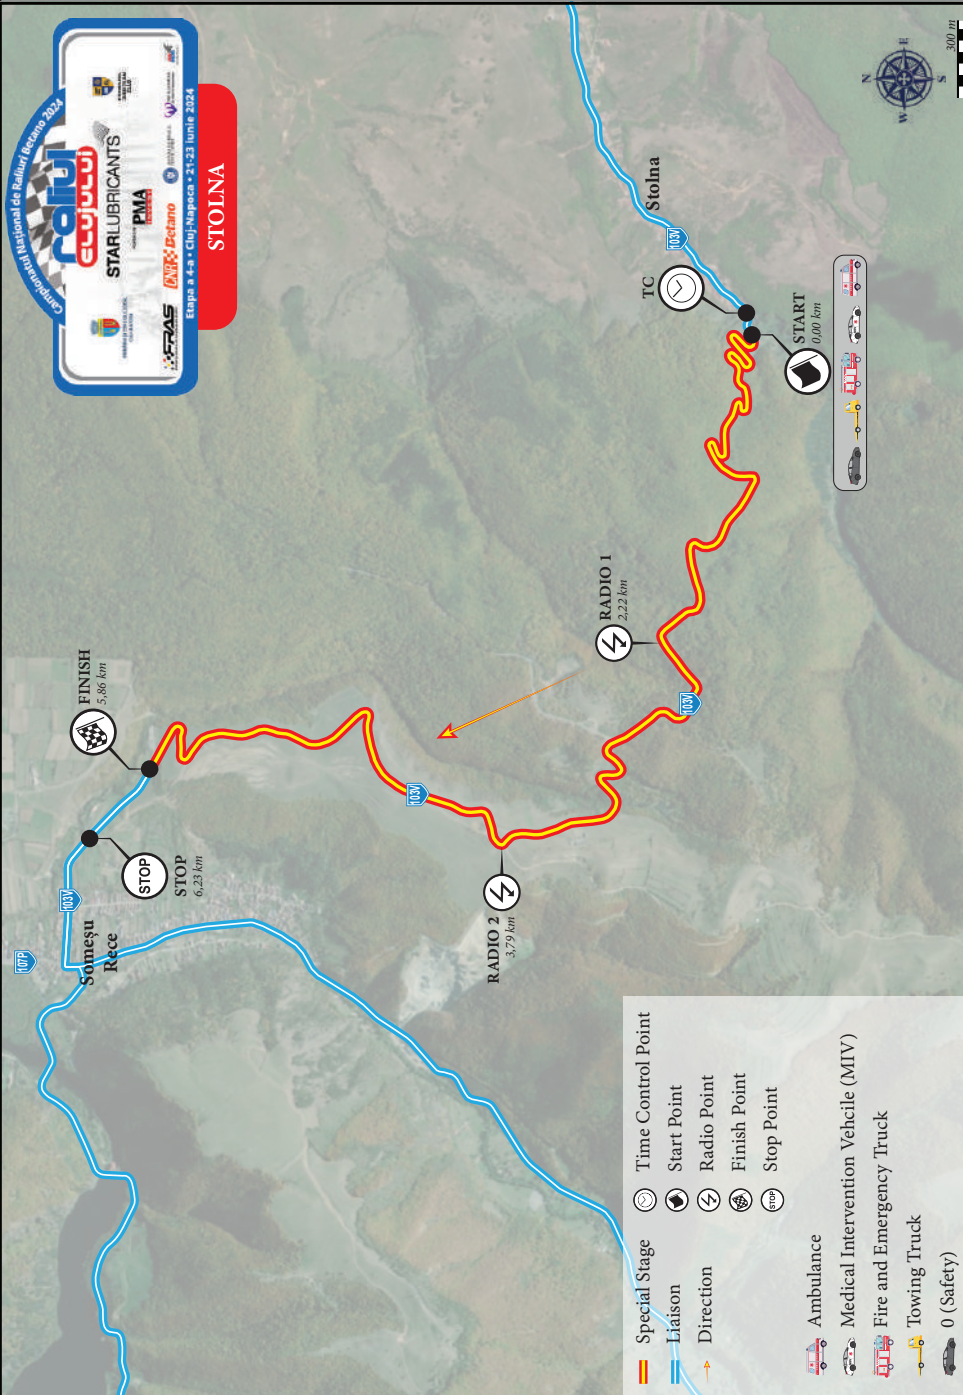 Campionatul Național de Raliuri Betano 2024
raliul
clujului
STARLUBRICANTS
PMA
INVEST
FRAS
CNR Betano
Etapa a 4-a • Cluj-Napoca • 21-23 iunie 2024
STOLNA
N
E
S
W
300 m
Stolna
103V
TC
START
0,00 km
RADIO 1
2,22 km
103V
RADIO 2
3,79 km
103V
FINISH
5,86 km
STOP
STOP
6,23 km
103V
107P
Someșu
Rece
Special Stage
Liaison
Direction
Time Control Point
Start Point
Radio Point
Finish Point
STOP
Stop Point
Ambulance
Medical Intervention Vehcile (MIV)
Fire and Emergency Truck
Towing Truck
0 (Safety)